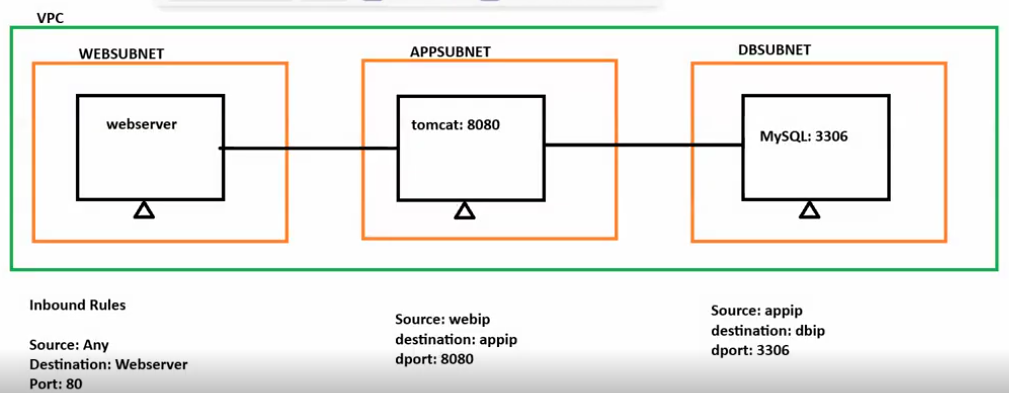 VPC
WEBSUBNET
APPSUBNET
DBSUBNET
webserver
tomcat: 8080
MySQL: 3306
Inbound Rules
Source: Any
Destination: Webserver
Port: 80
Source: webip
destination: appip
dport: 8080
Source: appip
destination: dbip
dport: 3306